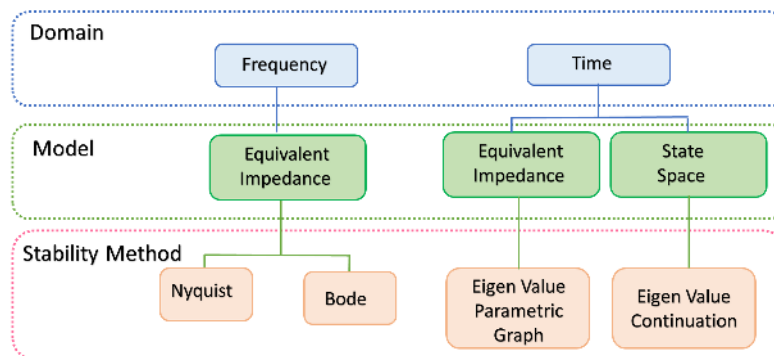 Domain
Frequency
Time
Model
Equivalent
Impedance
Equivalent
Impedance
State
Space
Stability Method
Nyquist
Bode
Eigen Value
Parametric
Graph
Eigen Value
Continuation